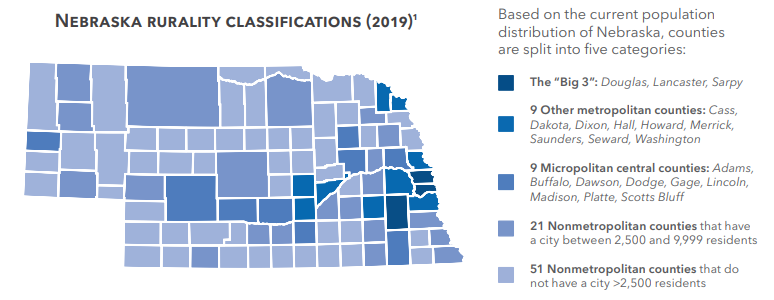 NEBRASKA RURALITY CLASSIFICATIONS (2019)¹
Based on the current population
distribution of Nebraska, counties
are split into five categories:
The "Big 3": Douglas, Lancaster, Sarpy
9 Other metropolitan counties: Cass,
Dakota, Dixon, Hall, Howard, Merrick,
Saunders, Seward, Washington
9 Micropolitan central counties: Adams,
Buffalo, Dawson, Dodge, Gage, Lincoln,
Madison, Platte, Scotts Bluff
21 Nonmetropolitan counties that have
a city between 2,500 and 9,999 residents
51 Nonmetropolitan counties that do
not have a city >2,500 residents